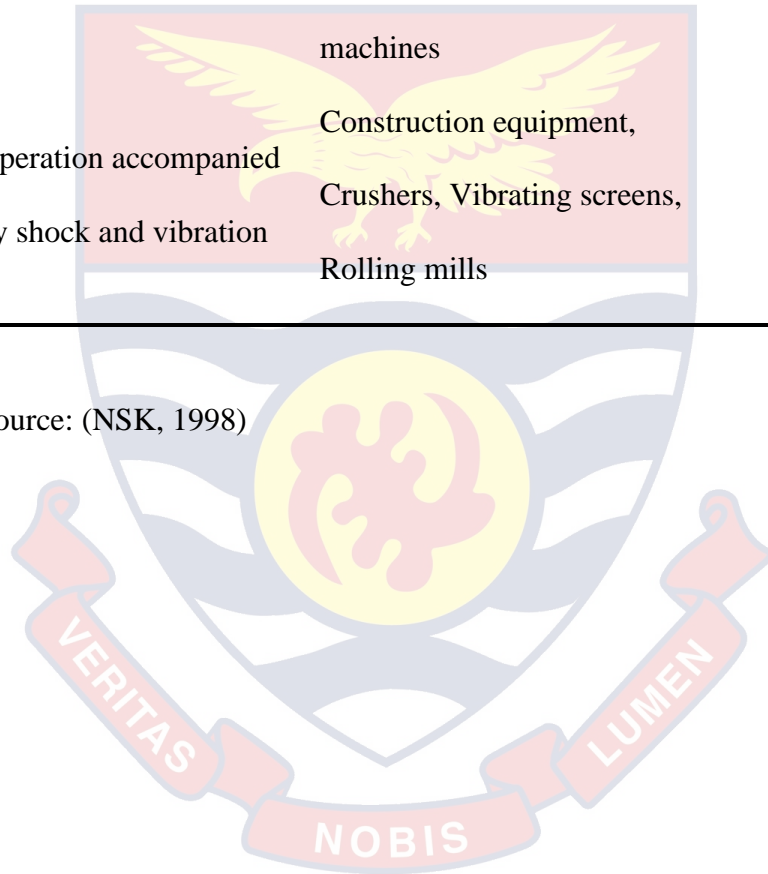 machines
Construction equipment,
peration accompanied
Crushers, Vibrating screens,
y shock and vibration
Rolling mills
ource: (NSK, 1998)
VERITAS
NOBIS
LUMEN